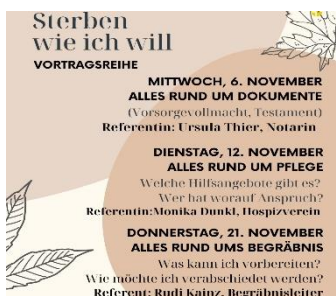 Sterben
wie ich will
VORTRAGSREIHE
MITTWOCH, 6. NOVEMBER
ALLES RUND UM DOKUMENTE
(Vorsorgevollmacht, Testament)
Referentin: Ursula Thier, Notarin
DIENSTAG, 12. NOVEMBER
ALLES RUND UM PFLEGE
Welche Hilfsangebote gibt es?
Wer hat worauf Anspruch?
Referentin:Monika Dunkl, Hospizverein
DONNERSTAG, 21. NOVEMBER
ALLES RUND UMS BEGRÄBNIS
Was kann ich vorbereiten?
Wie möchte ich verabschiedet werden?
Referent: Rudi Kainz, Begräbnisleiter